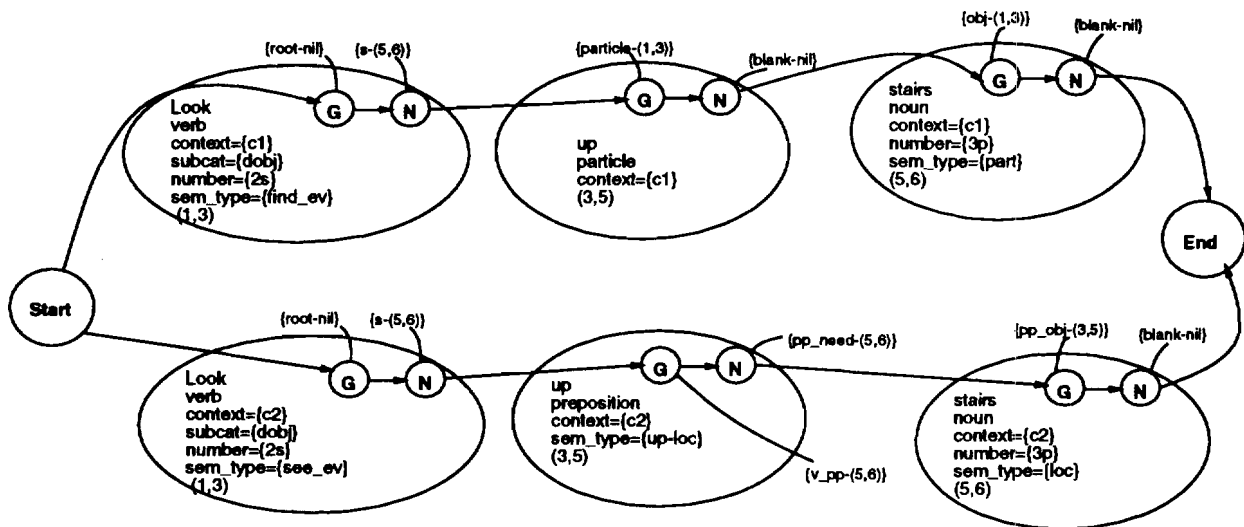 {root-nil}
{s-(5,6)}
G
N
Look
verb
context={c1}
subcat={dobj}
number={2s}
sem_type={find_ev}
(1,3)
{particle-(1,3)}
{blank-nil}
G
N
up
particle
context={c1}
(3,5)
{obj-(1,3)}
{blank-nil}
G
N
stairs
noun
context={c1}
number={3p}
sem_type={part}
(5,6)
Start
End
{root-nil}
{s-(5,6)}
G
N
Look
verb
context={c2}
subcat={dobj}
number={2s}
sem_type={see_ev}
(1,3)
{pp_need-(5,6)}
G
N
up
preposition
context={c2}
sem_type={up-loc}
(3,5)
{v_pp-(5,6)}
{pp_obj-(3,5)}
{blank-nil}
G
N
stairs
noun
context={c2}
number={3p}
sem_type={loc}
(5,6)